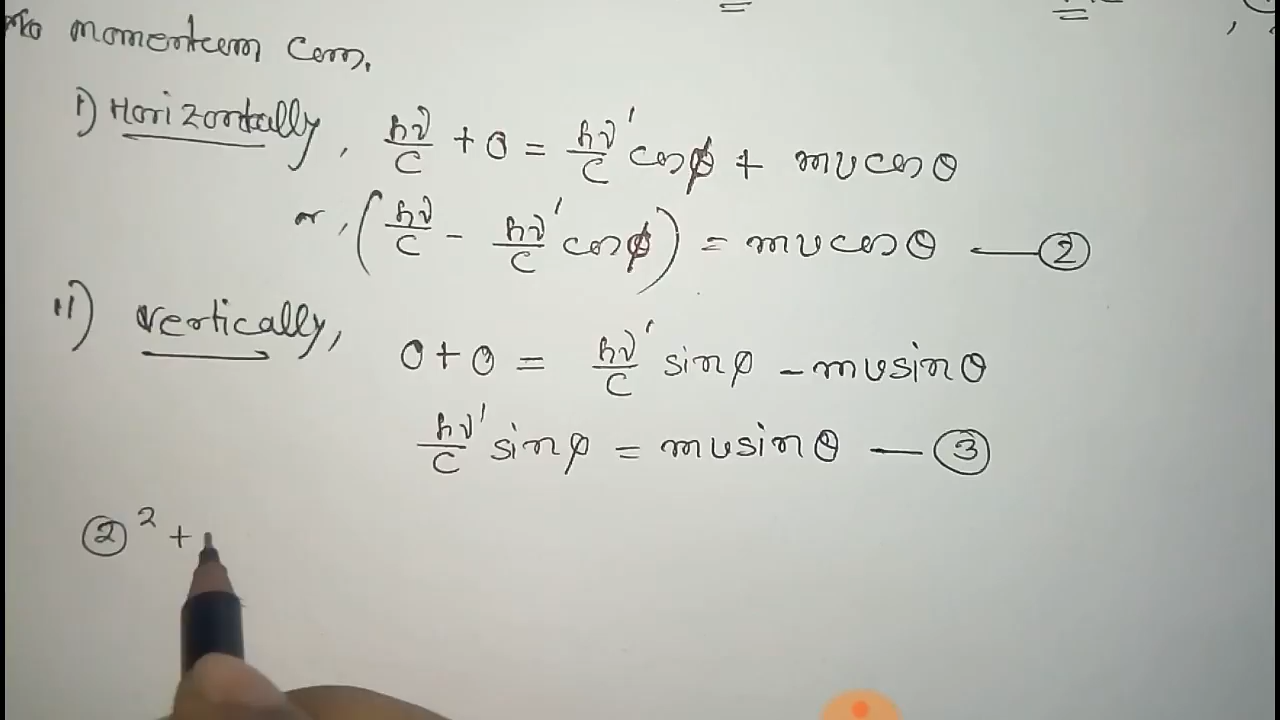 momentum com.
i) Horizontally, hν/c + 0 = hν'/c cosφ + mv cosθ
or, (hν/c - hν'/c cosφ) = mv cosθ — ②
ii) Vertically, 0 + 0 = hν'/c sinφ - mv sinθ
hν'/c sinφ = mv sinθ — ③
②² +